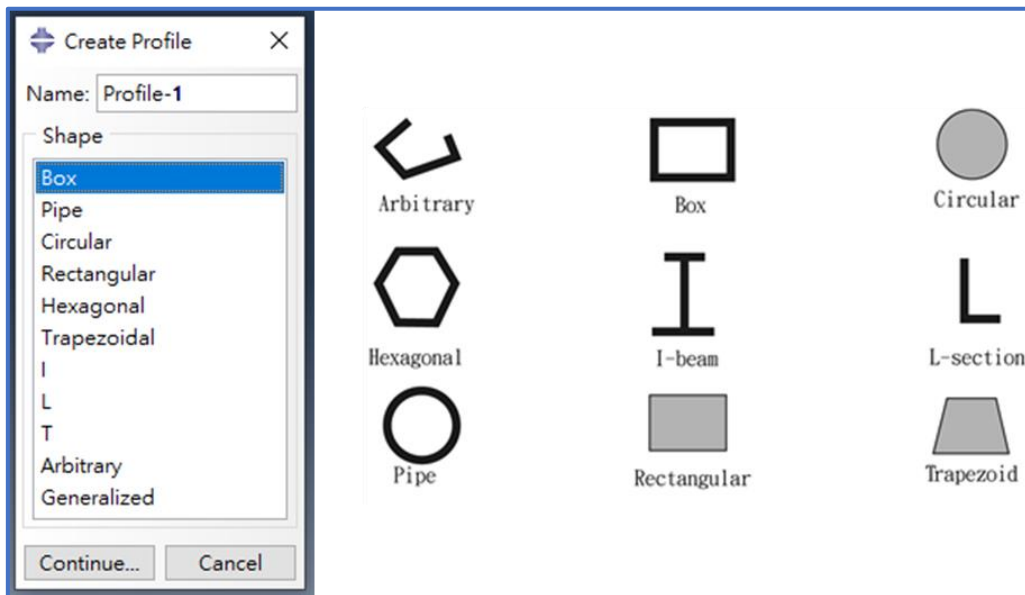 Create Profile
Name: Profile-1
Shape
Box
Pipe
Circular
Rectangular
Hexagonal
Trapezoidal
I
L
T
Arbitrary
Generalized
Continue... Cancel
Arbitrary Box Circular
Hexagonal I-beam L-section
Pipe Rectangular Trapezoid